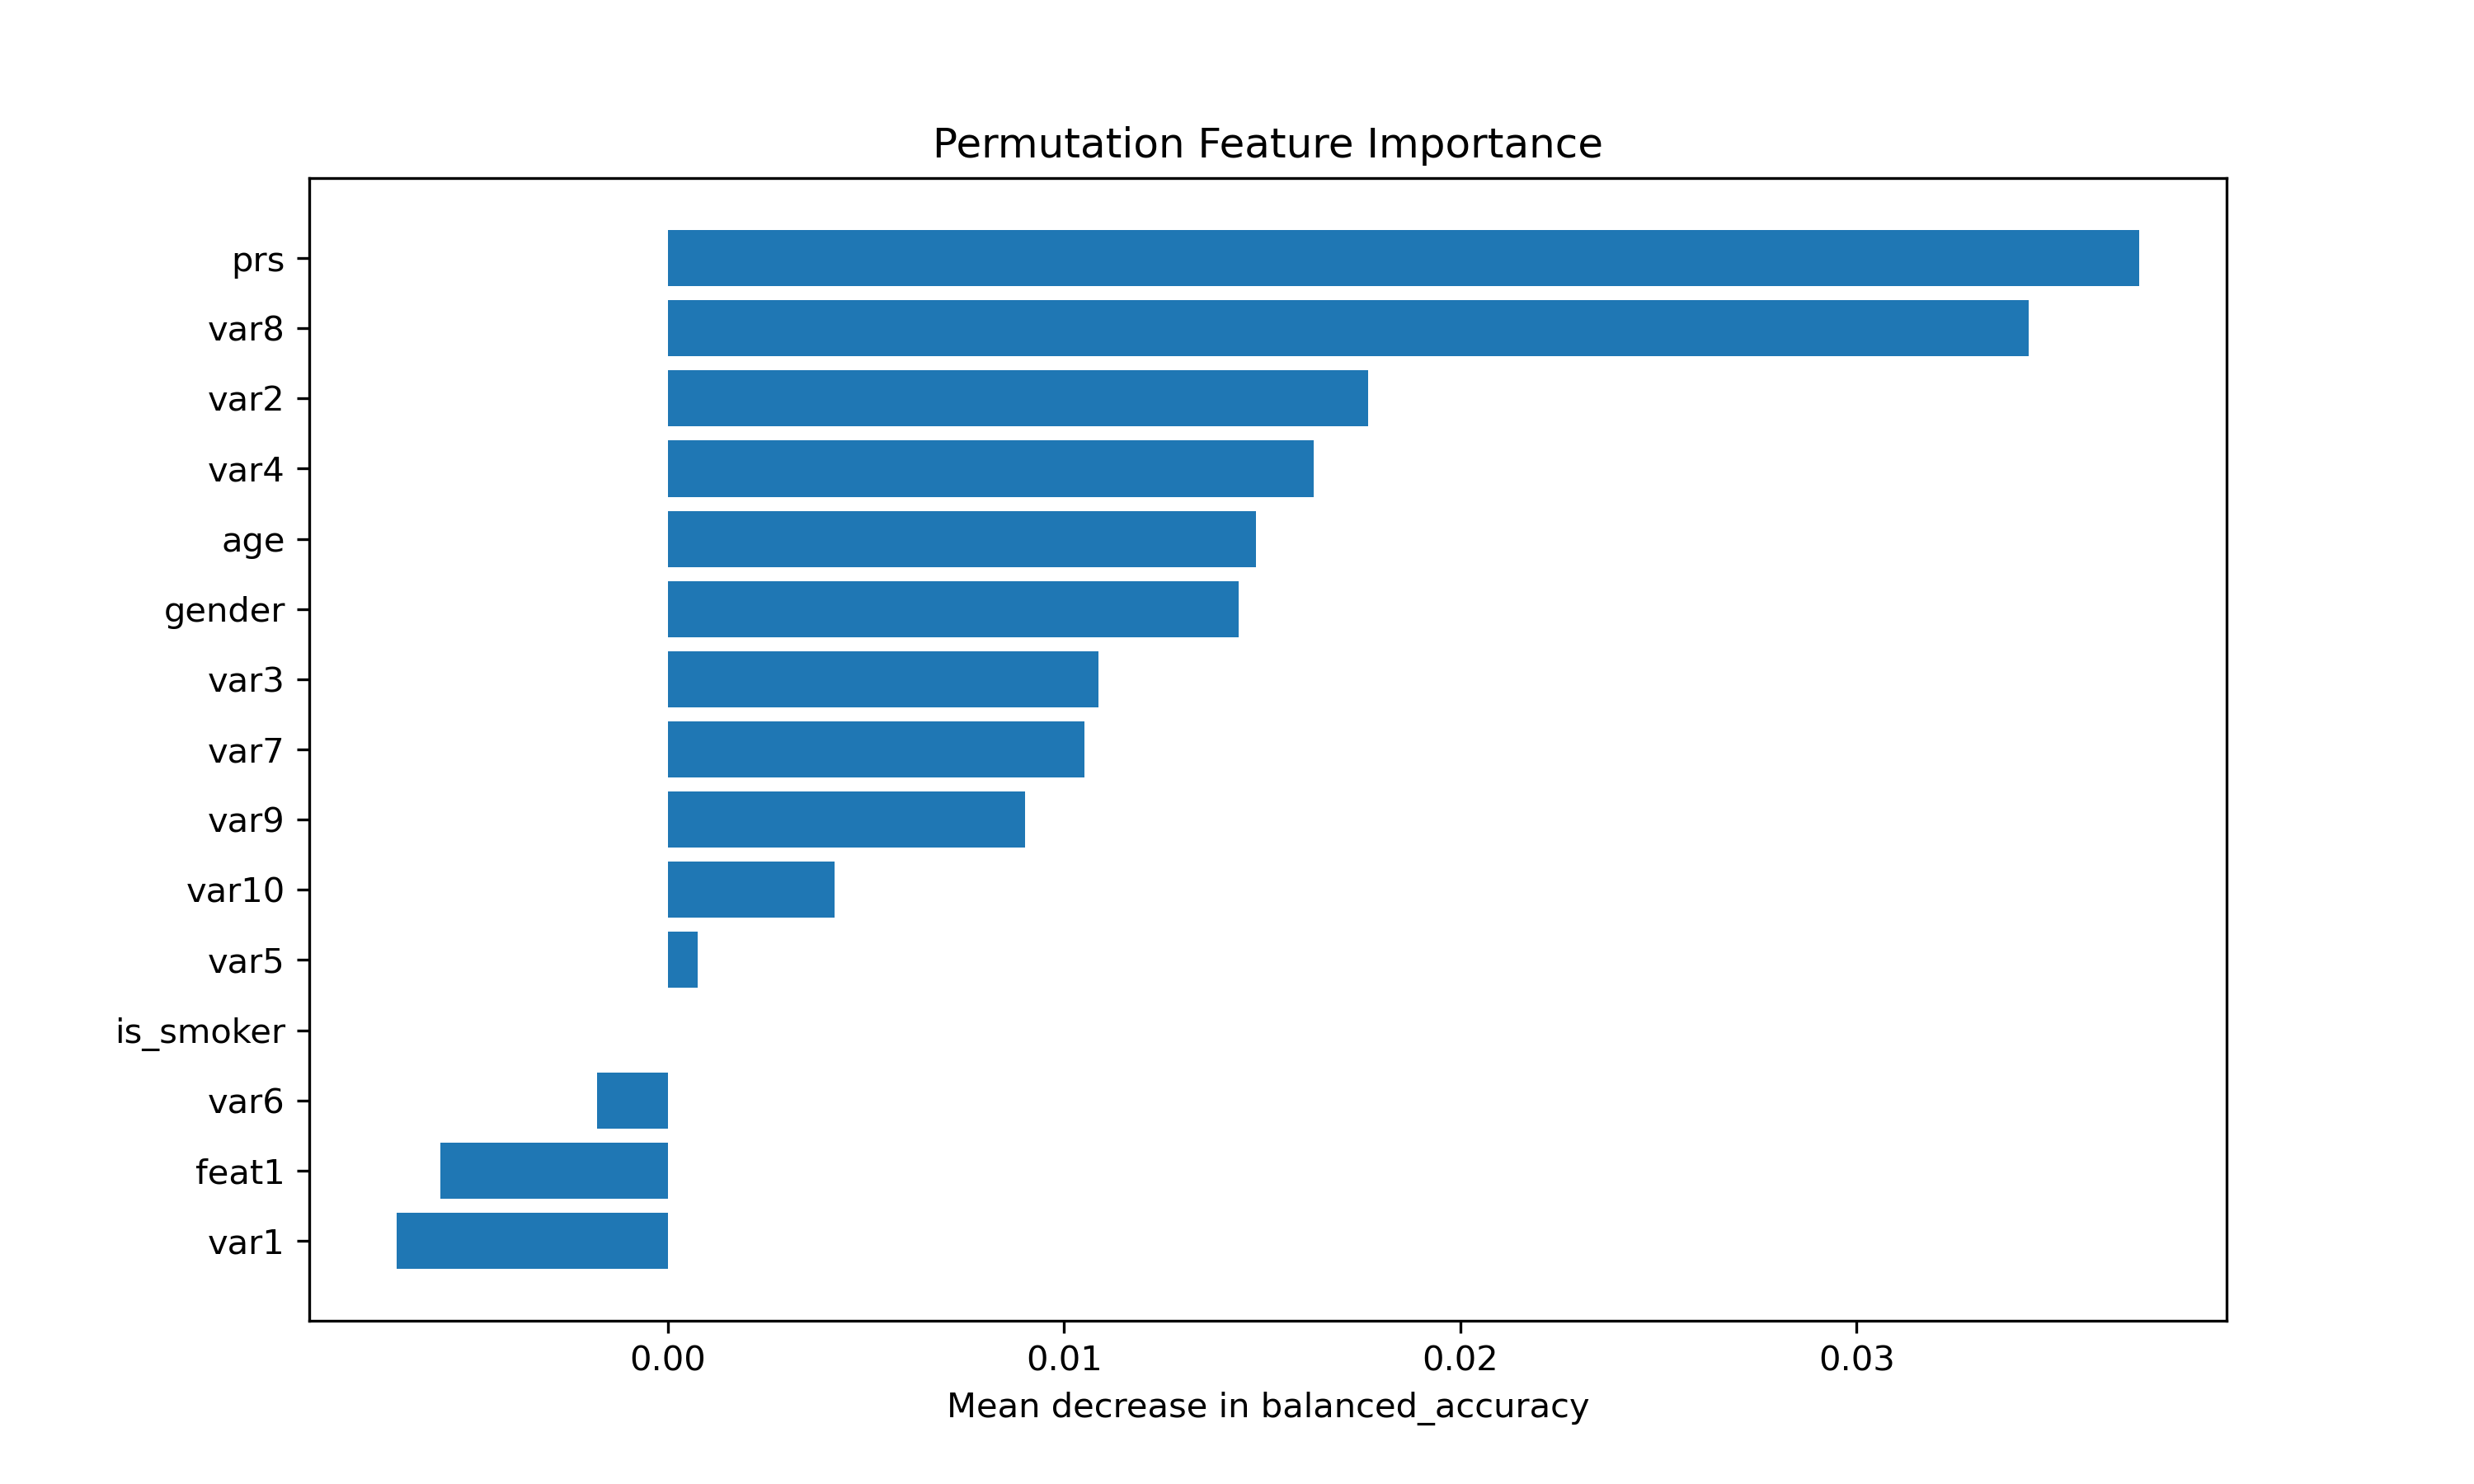 Permutation Feature Importance
prs
var8
var2
var4
age
gender
var3
var7
var9
var10
var5
is_smoker
var6
feat1
var1
0.00 0.01 0.02 0.03
Mean decrease in balanced_accuracy